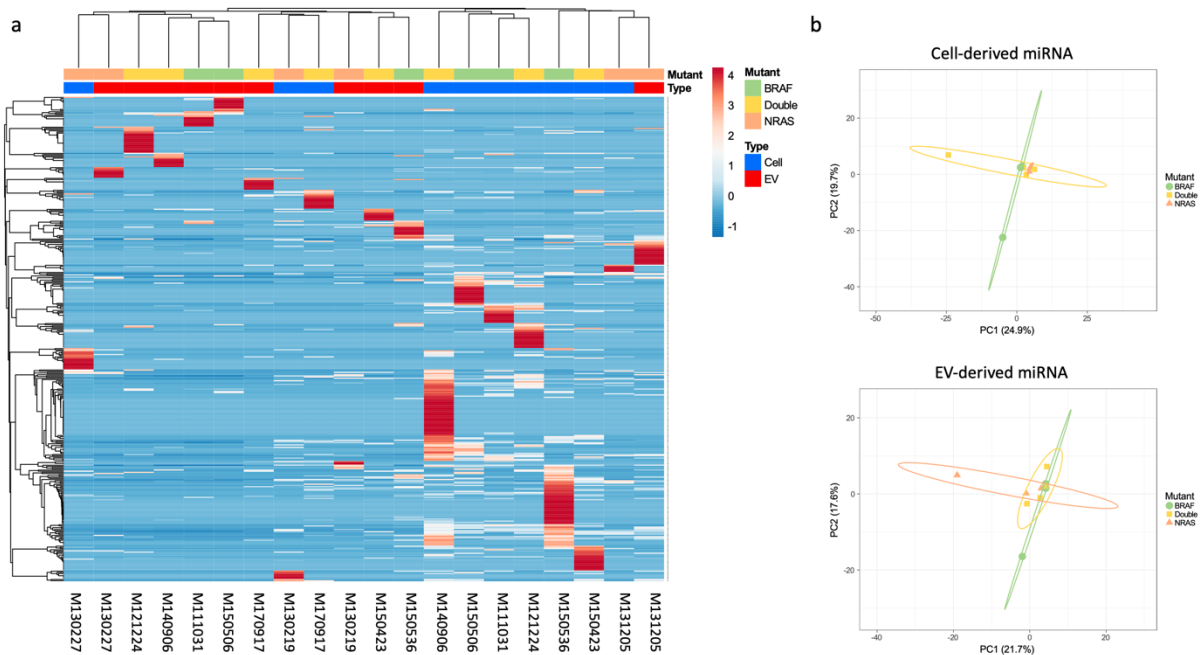 a
Mutant
Type
4
3
2
1
0
-1
Mutant
BRAF
Double
NRAS
Type
Cell
EV
M130227
M130227
M121224
M140906
M111031
M150506
M170917
M130219
M170917
M130219
M150423
M150536
M140906
M150506
M111031
M121224
M150536
M150423
M131205
M131205
b
Cell-derived miRNA
PC2 (19.7%)
20
0
-20
-40
-50
-25
0
25
PC1 (24.9%)
Mutant
BRAF
Double
NRAS
EV-derived miRNA
PC2 (17.6%)
20
0
-20
-40
-20
0
20
PC1 (21.7%)
Mutant
BRAF
Double
NRAS